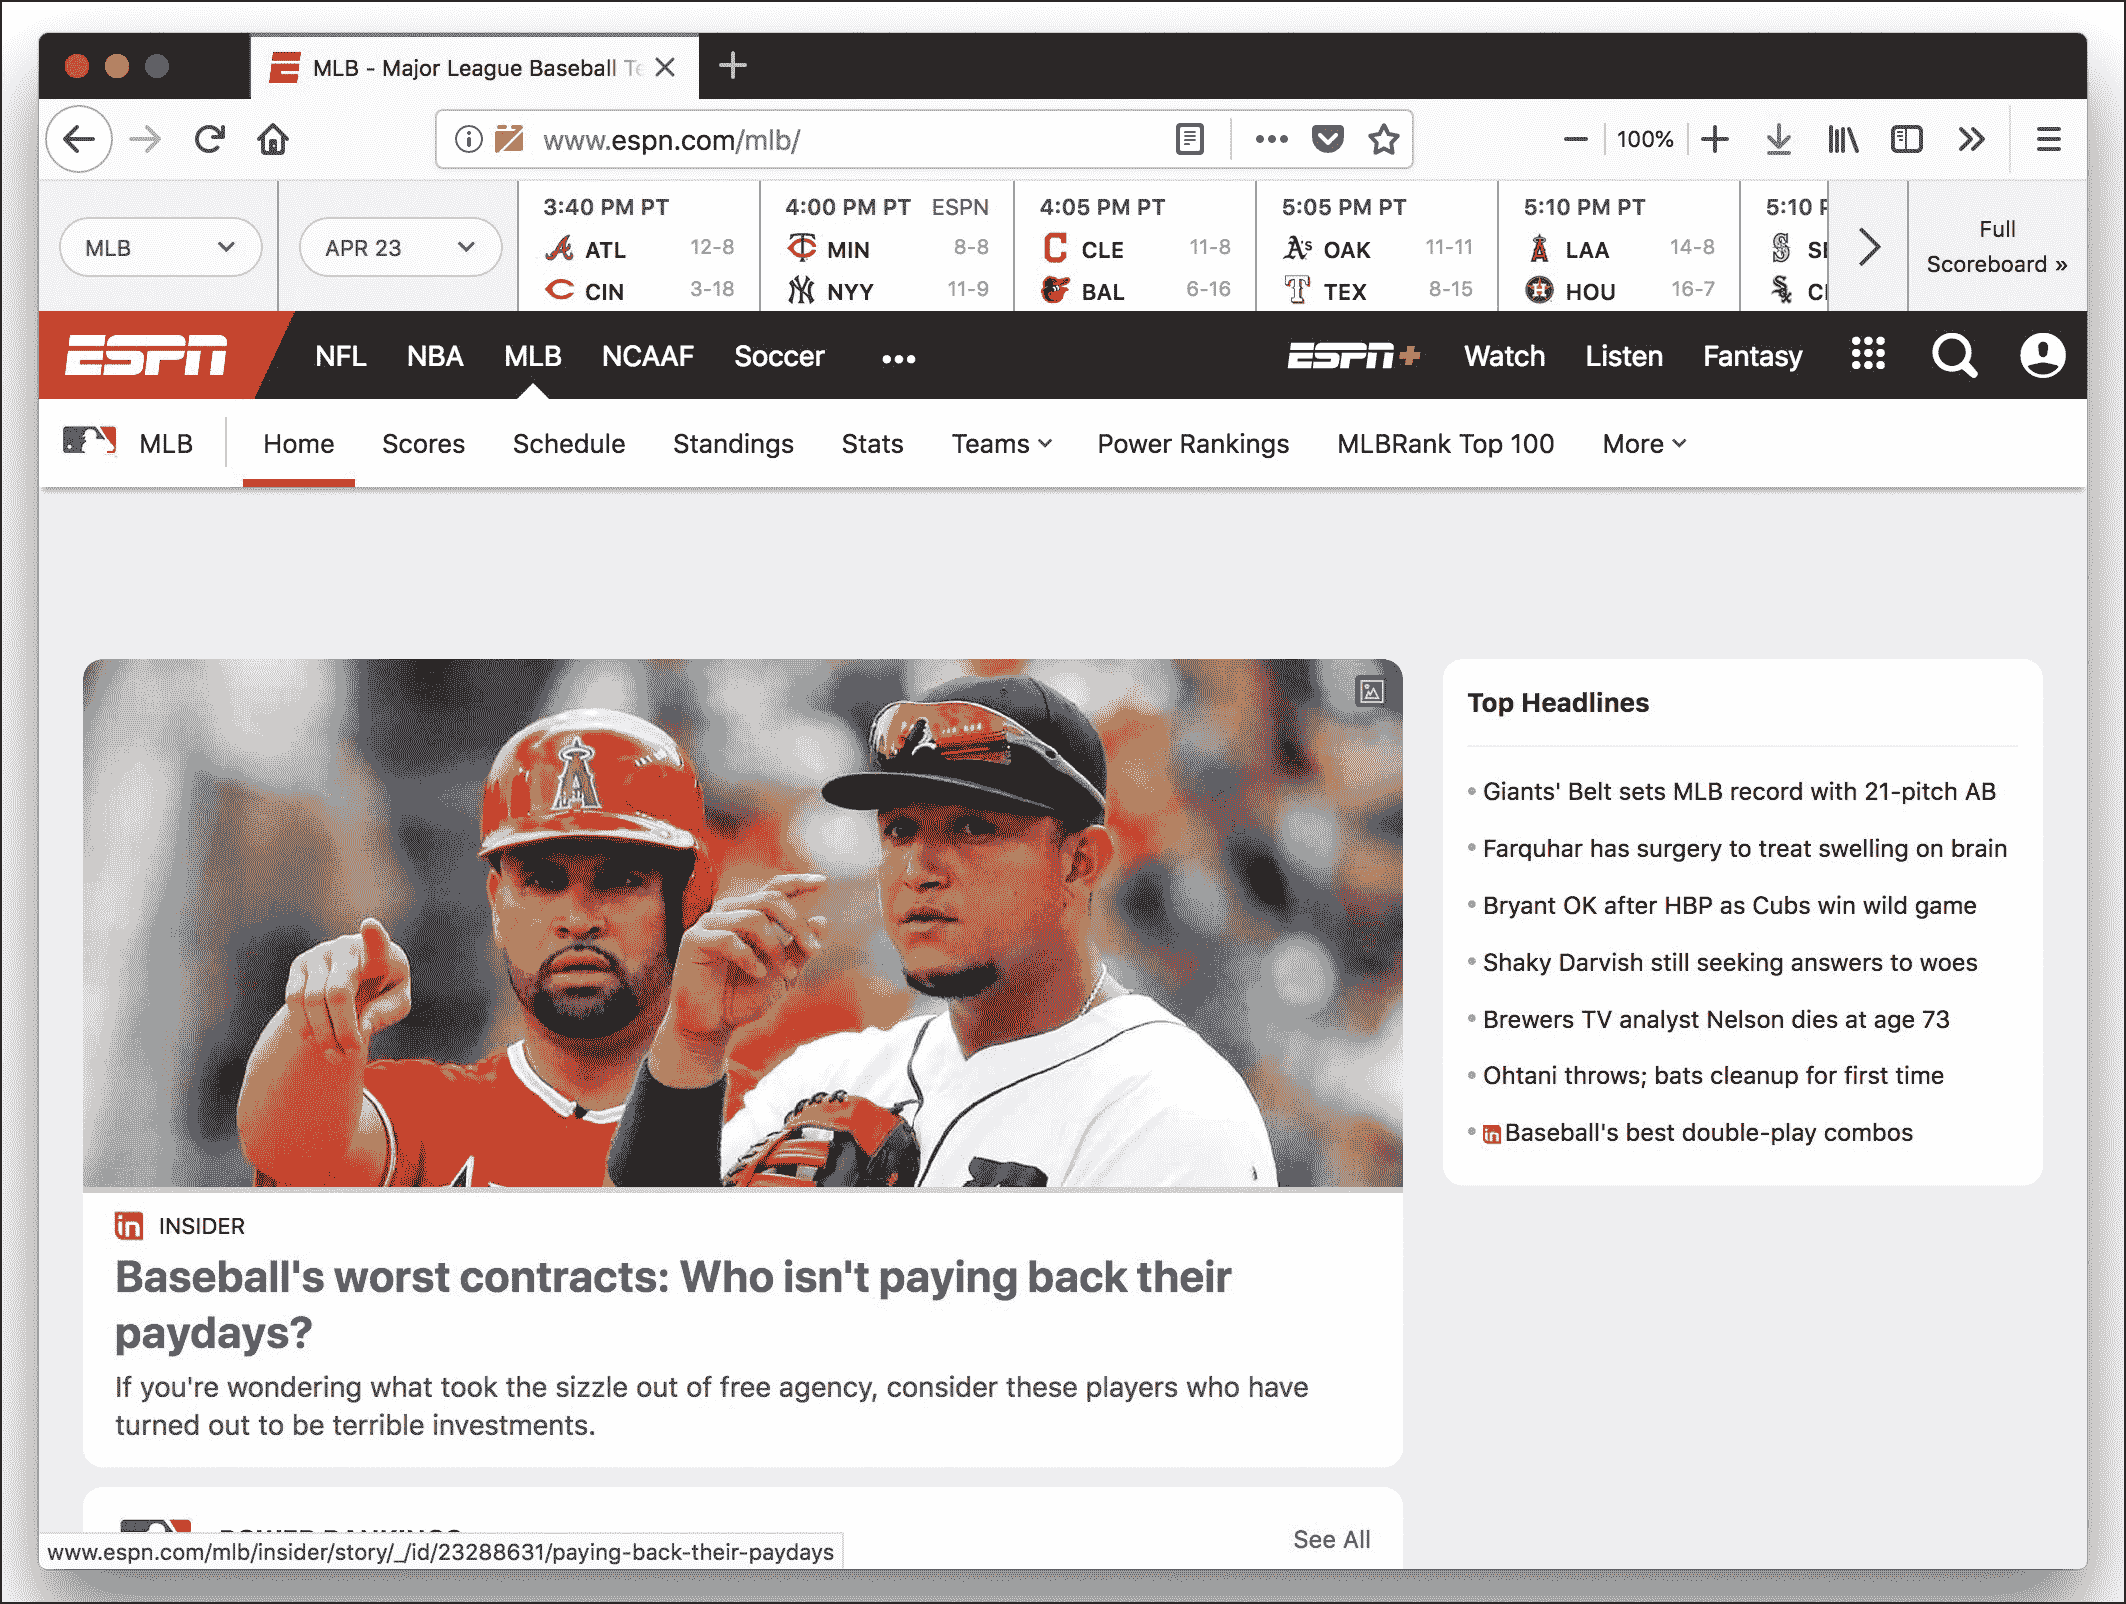 MLB - Major League Baseball Te
www.espn.com/mlb/
100%
MLB
APR 23
3:40 PM PT
ATL 12-8
CIN 3-18
4:00 PM PT ESPN
MIN 8-8
NYY 11-9
4:05 PM PT
CLE 11-8
BAL 6-16
5:05 PM PT
OAK 11-11
TEX 8-15
5:10 PM PT
LAA 14-8
HOU 16-7
5:10
Full
Scoreboard »
ESPN NFL NBA MLB NCAAF Soccer ESPN+ Watch Listen Fantasy
MLB Home Scores Schedule Standings Stats Teams Power Rankings MLBRank Top 100 More
A
Top Headlines
Giants' Belt sets MLB record with 21-pitch AB
Farquhar has surgery to treat swelling on brain
Bryant OK after HBP as Cubs win wild game
Shaky Darvish still seeking answers to woes
Brewers TV analyst Nelson dies at age 73
Ohtani throws; bats cleanup for first time
in Baseball's best double-play combos
in INSIDER
Baseball's worst contracts: Who isn't paying back their
paydays?
If you're wondering what took the sizzle out of free agency, consider these players who have
turned out to be terrible investments.
POWER RANKINGS See All
www.espn.com/mlb/insider/story/_/id/23288631/paying-back-their-paydays